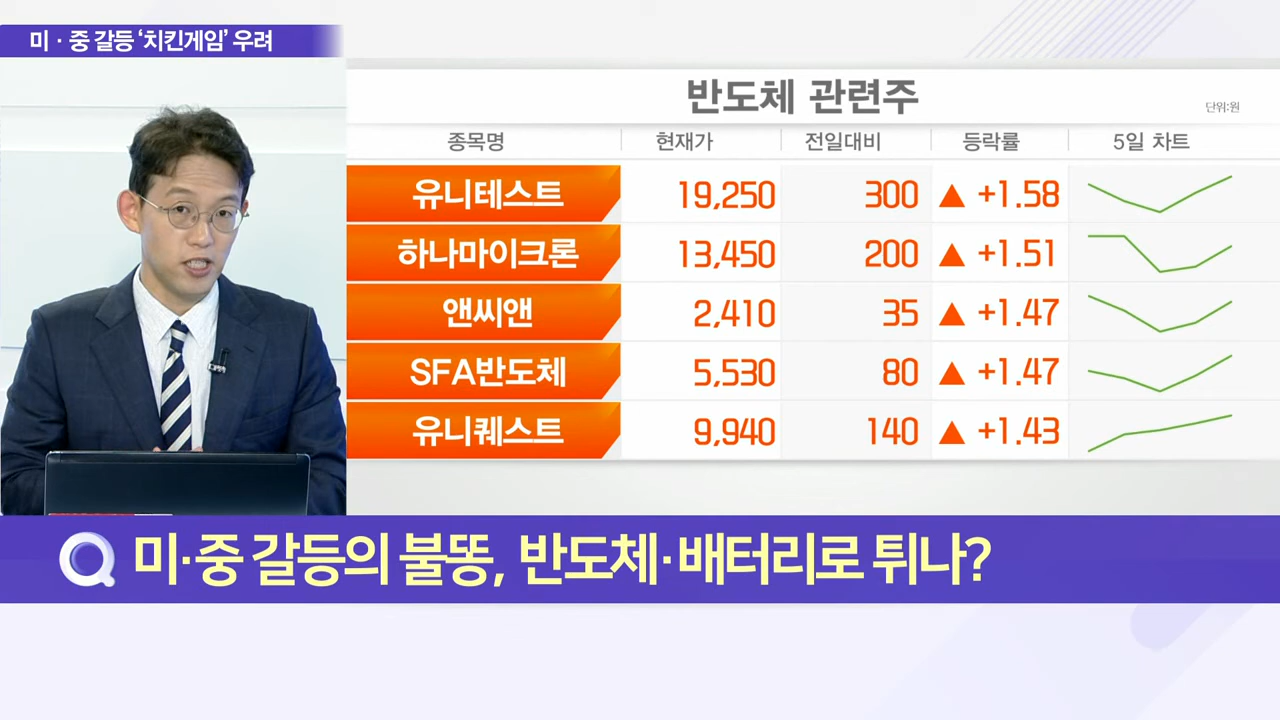 미·중 갈등 '치킨게임' 우려
반도체 관련주
단위:원
종목명 현재가 전일대비 등락률 5일 차트
유니테스트 19,250 300 ▲ +1.58
하나마이크론 13,450 200 ▲ +1.51
앤씨앤 2,410 35 ▲ +1.47
SFA반도체 5,530 80 ▲ +1.47
유니퀘스트 9,940 140 ▲ +1.43
Q 미·중 갈등의 불똥, 반도체·배터리로 튀나?